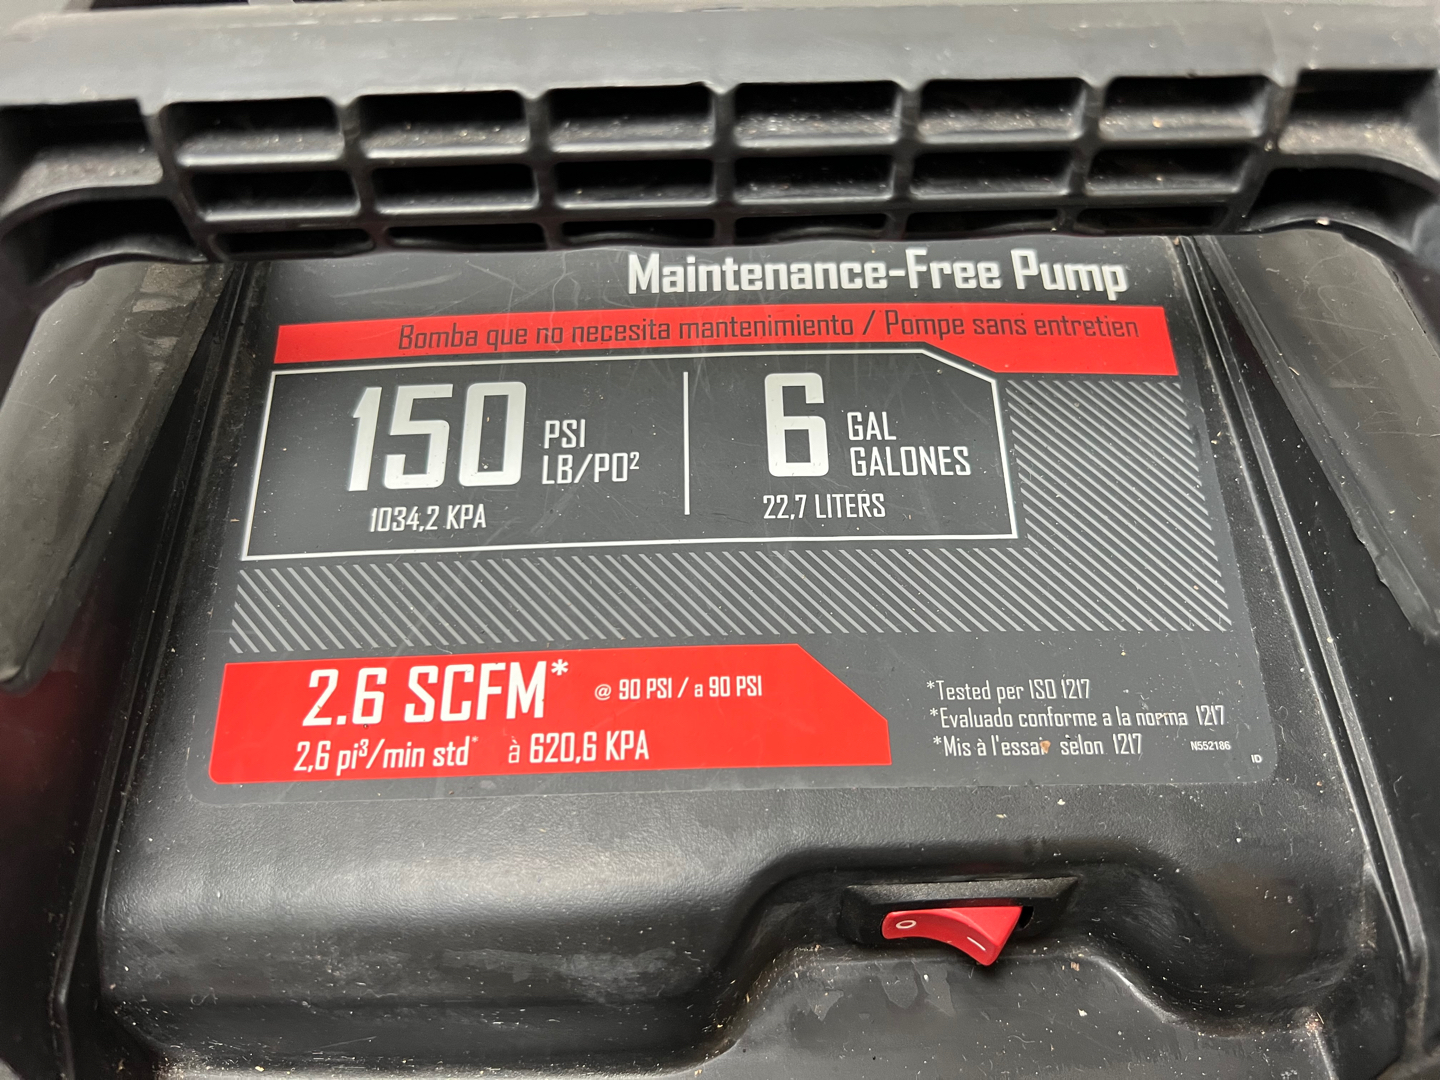 Maintenance-Free Pump
Bomba que no necesita mantenimiento / Pompe sans entretien
150 PSI
LB/PO²
1034,2 KPA
6 GAL
GALONES
22,7 LITERS
2.6 SCFM* @ 90 PSI / a 90 PSI
2,6 pi³/min std* à 620,6 KPA
*Tested per ISO 1217
*Evaluado conforme a la norma 1217
*Mis à l'essai selon 1217
N552186
ID
O